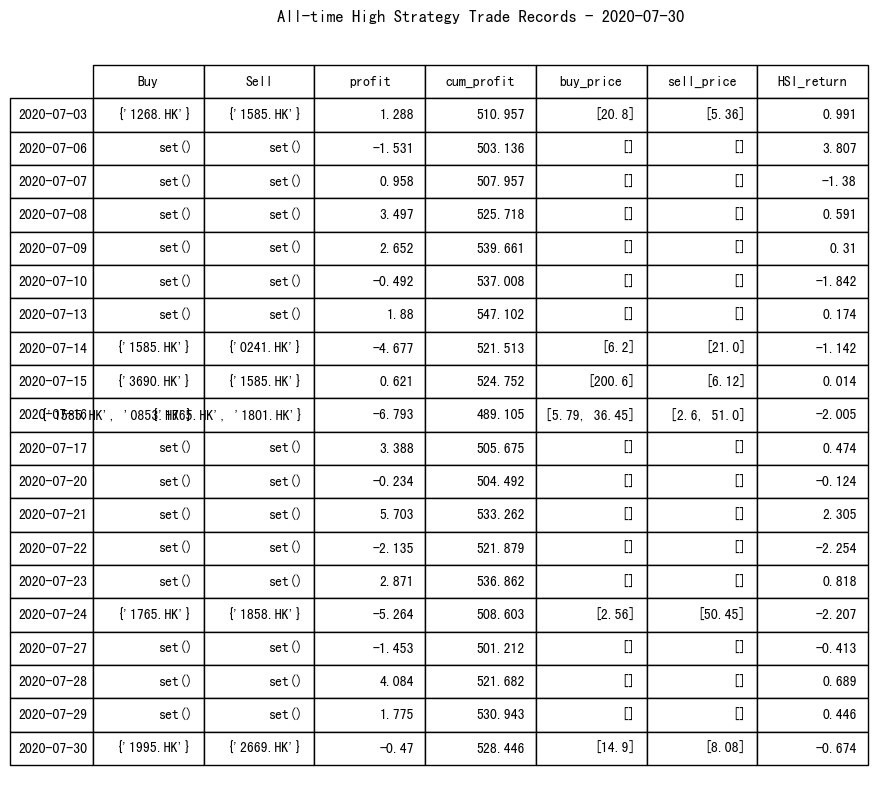 All-time High Strategy Trade Records - 2020-07-30
Buy Sell profit cum_profit buy_price sell_price HSI_return
2020-07-03 {'1268.HK'} {'1585.HK'} 1.288 510.957 [20.8] [5.36] 0.991
2020-07-06 set() set() -1.531 503.136 [] [] 3.807
2020-07-07 set() set() 0.958 507.957 [] [] -1.38
2020-07-08 set() set() 3.497 525.718 [] [] 0.591
2020-07-09 set() set() 2.652 539.661 [] [] 0.31
2020-07-10 set() set() -0.492 537.008 [] [] -1.842
2020-07-13 set() set() 1.88 547.102 [] [] 0.174
2020-07-14 {'1585.HK'} {'0241.HK'} -4.677 521.513 [6.2] [21.0] -1.142
2020-07-15 {'3690.HK'} {'1585.HK'} 0.621 524.752 [200.6] [6.12] 0.014
2020-07-16 {'1585.HK', '0853.HK'} {'1765.HK', '1801.HK'} -6.793 489.105 [5.79, 36.45] [2.6, 51.0] -2.005
2020-07-17 set() set() 3.388 505.675 [] [] 0.474
2020-07-20 set() set() -0.234 504.492 [] [] -0.124
2020-07-21 set() set() 5.703 533.262 [] [] 2.305
2020-07-22 set() set() -2.135 521.879 [] [] -2.254
2020-07-23 set() set() 2.871 536.862 [] [] 0.818
2020-07-24 {'1765.HK'} {'1858.HK'} -5.264 508.603 [2.56] [50.45] -2.207
2020-07-27 set() set() -1.453 501.212 [] [] -0.413
2020-07-28 set() set() 4.084 521.682 [] [] 0.689
2020-07-29 set() set() 1.775 530.943 [] [] 0.446
2020-07-30 {'1995.HK'} {'2669.HK'} -0.47 528.446 [14.9] [8.08] -0.674